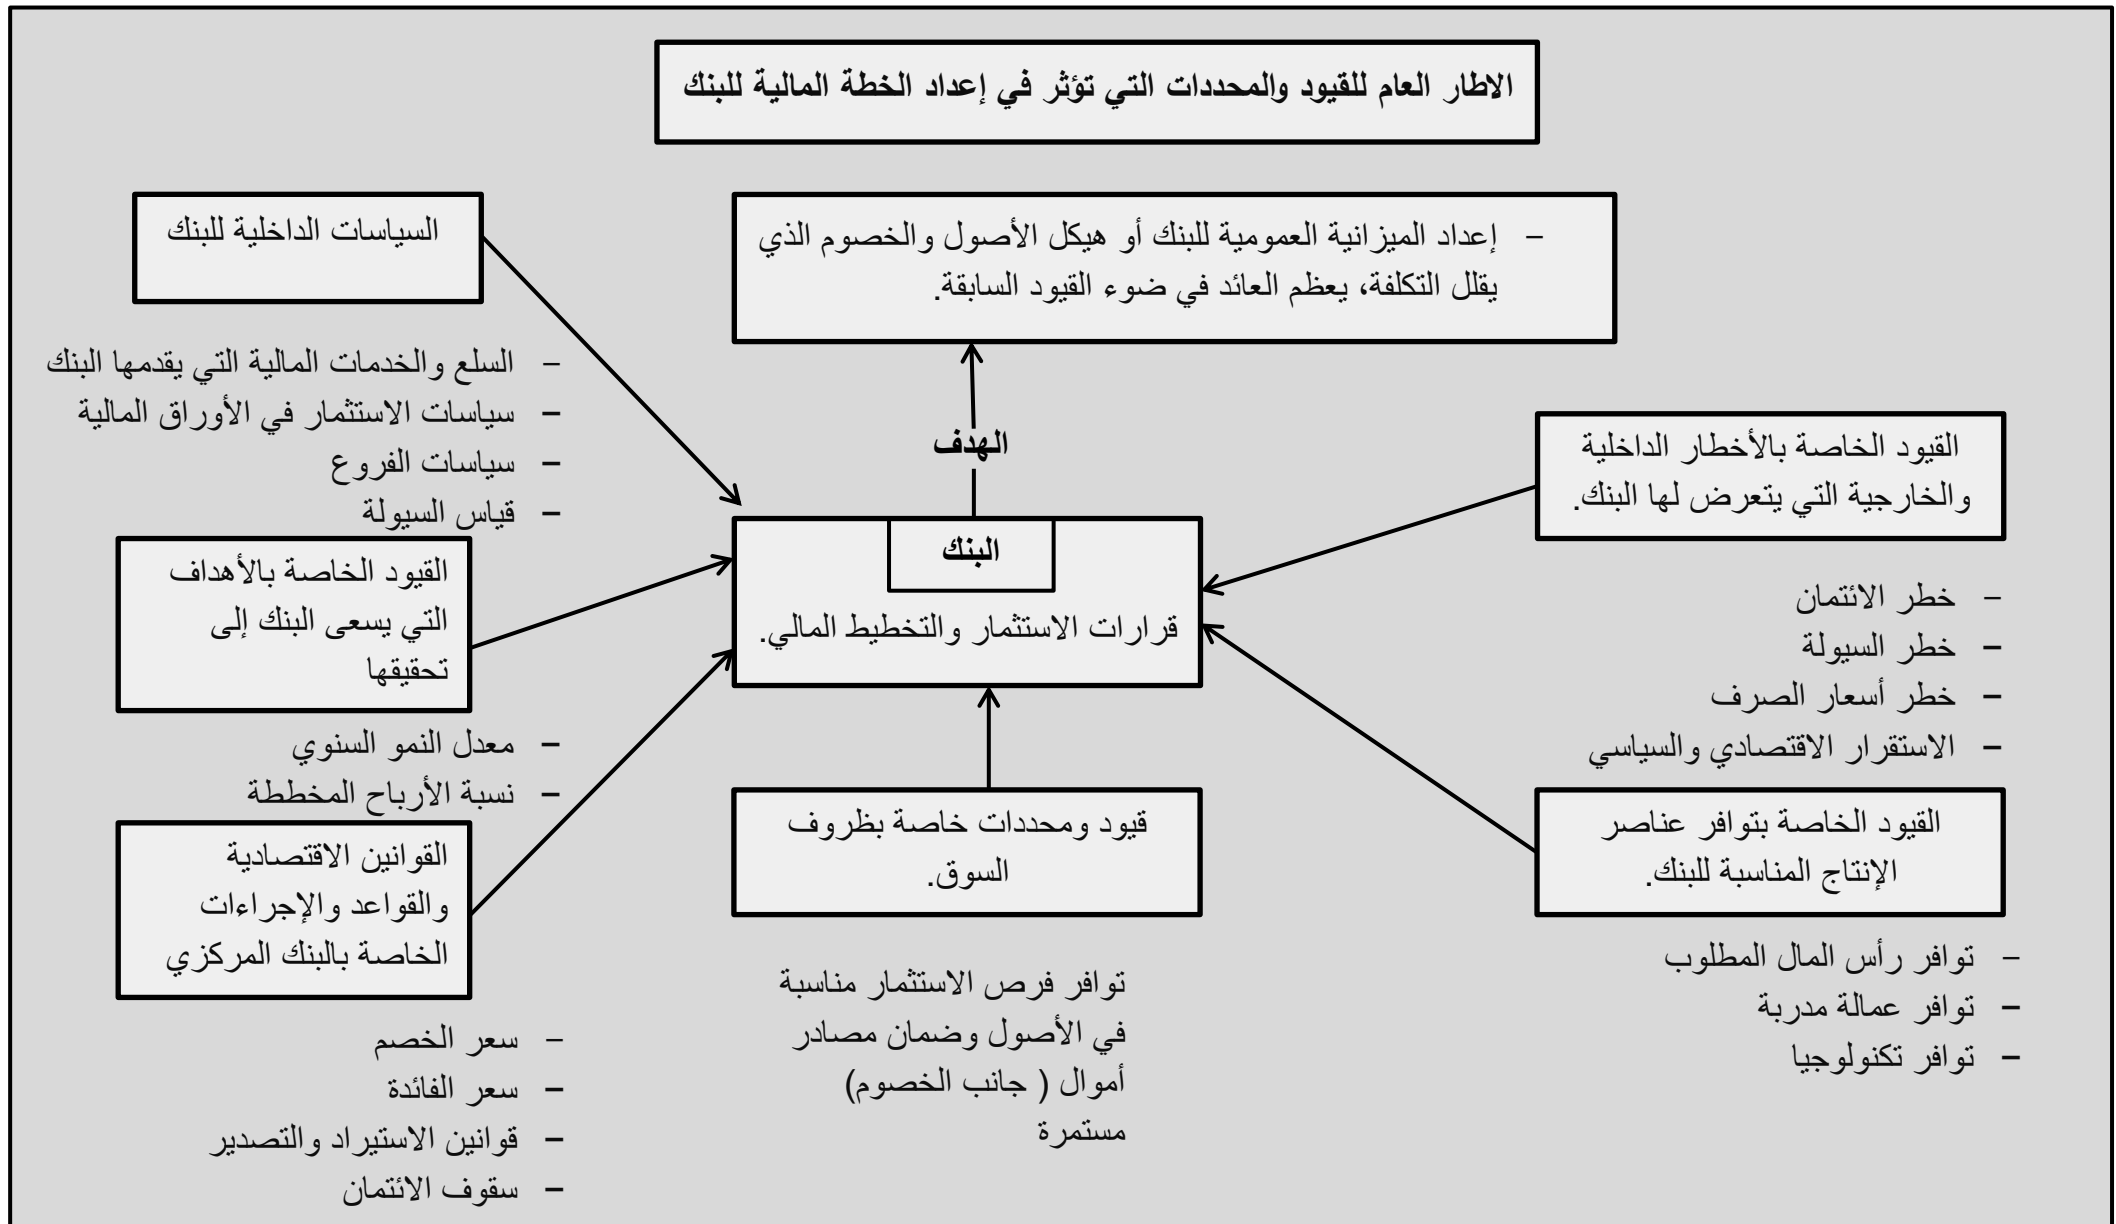 الاطار العام للقيود والمحددات التي تؤثر في إعداد الخطة المالية للبنك
- إعداد الميزانية العمومية للبنك أو هيكل الأصول والخصوم الذي
يقلل التكلفة، يعظم العائد في ضوء القيود السابقة.
الهدف
البنك
قرارات الاستثمار والتخطيط المالي.
القيود الخاصة بالأخطار الداخلية
والخارجية التي يتعرض لها البنك.
- خطر الائتمان
- خطر السيولة
- خطر أسعار الصرف
- الاستقرار الاقتصادي والسياسي
القيود الخاصة بتوافر عناصر
الإنتاج المناسبة للبنك.
- توافر رأس المال المطلوب
- توافر عمالة مدربة
- توافر تكنولوجيا
قيود ومحددات خاصة بظروف
السوق.
توافر فرص الاستثمار مناسبة
في الأصول وضمان مصادر
أموال ( جانب الخصوم)
مستمرة
السياسات الداخلية للبنك
- السلع والخدمات المالية التي يقدمها البنك
- سياسات الاستثمار في الأوراق المالية
- سياسات الفروع
- قياس السيولة
القيود الخاصة بالأهداف
التي يسعى البنك إلى
تحقيقها
- معدل النمو السنوي
- نسبة الأرباح المخططة
القوانين الاقتصادية
والقواعد والإجراءات
الخاصة بالبنك المركزي
- سعر الخصم
- سعر الفائدة
- قوانين الاستيراد والتصدير
- سقوف الائتمان